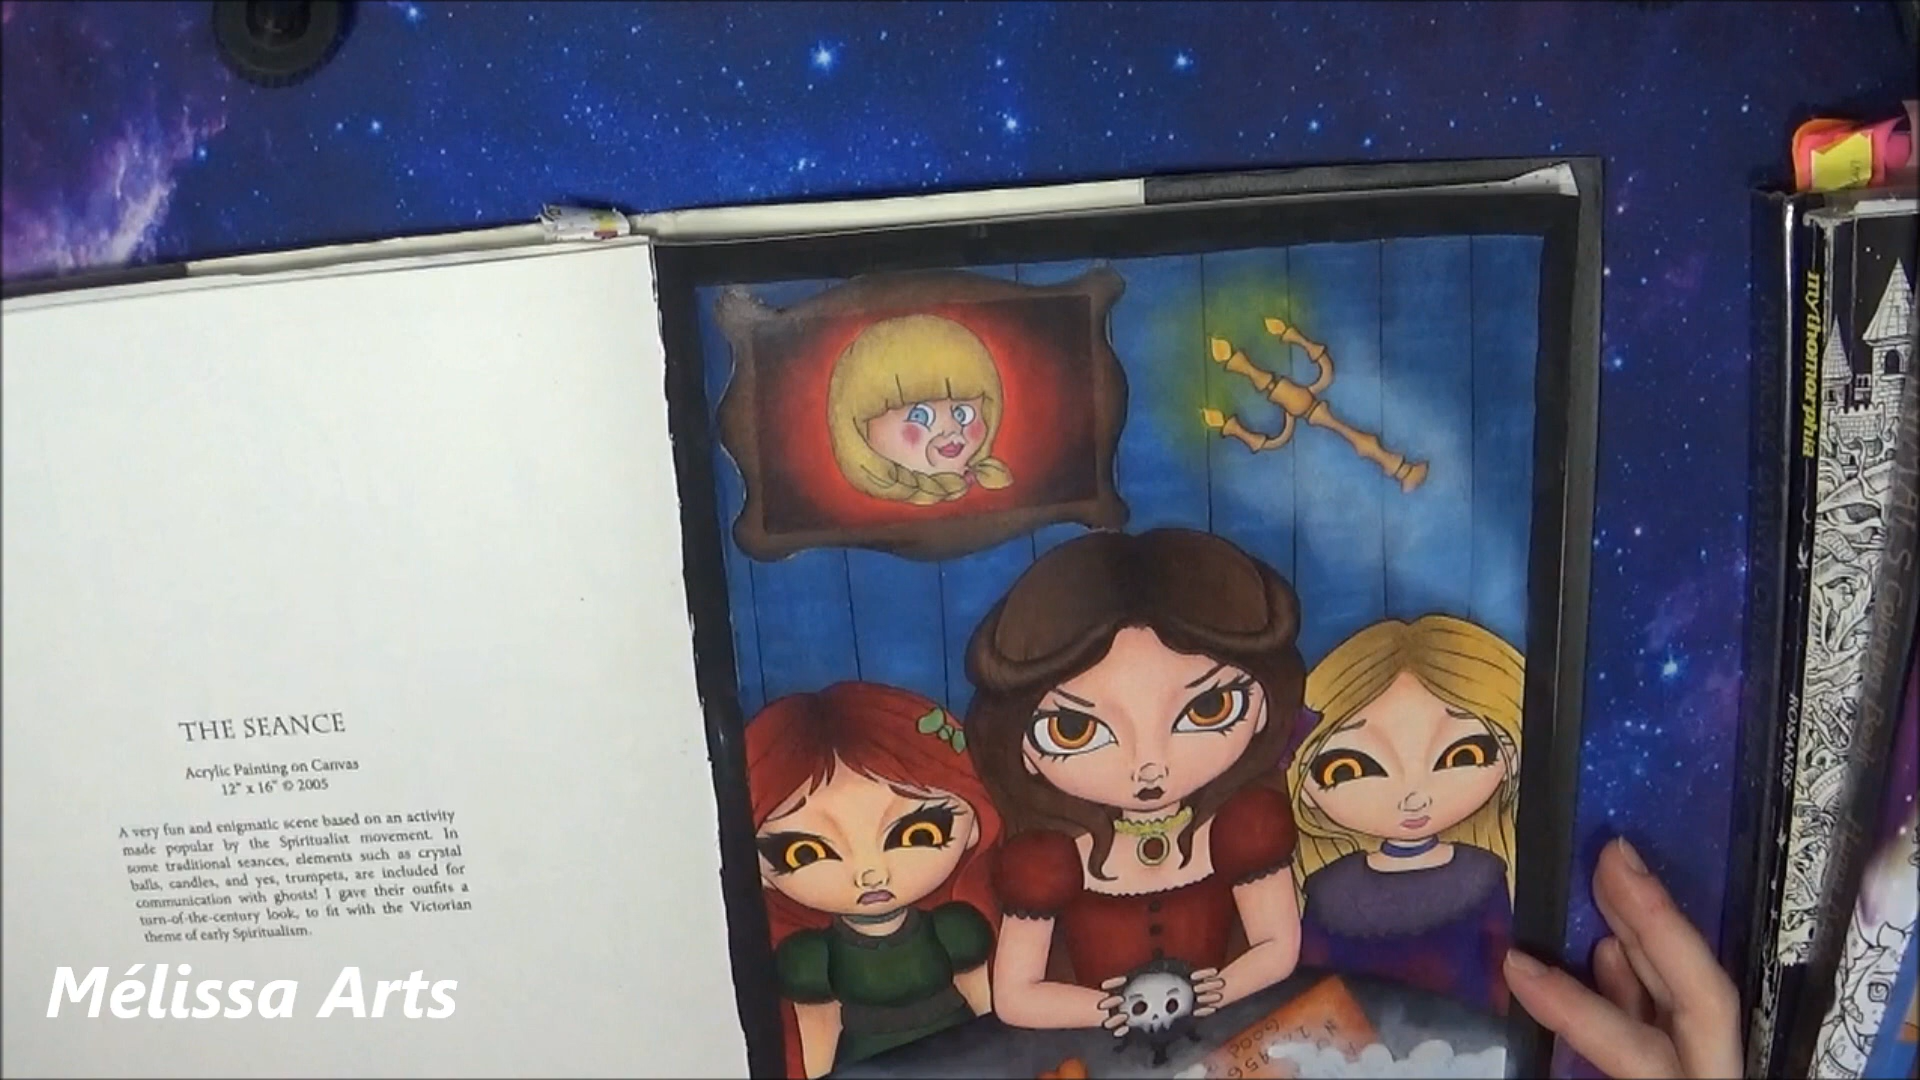 THE SEANCE
Acrylic Painting on Canvas
12" x 16" © 2005
A very fun and enigmatic scene based on an activity
made popular by the Spiritualist movement. In
some traditional seances, elements such as crystal
balls, candles, and yes, trumpets, are included for
communication with ghosts! I gave their outfits a
turn-of-the-century look, to fit with the Victorian
theme of early Spiritualism.
Mélissa Arts
mythomorphia
ROSANES
Good